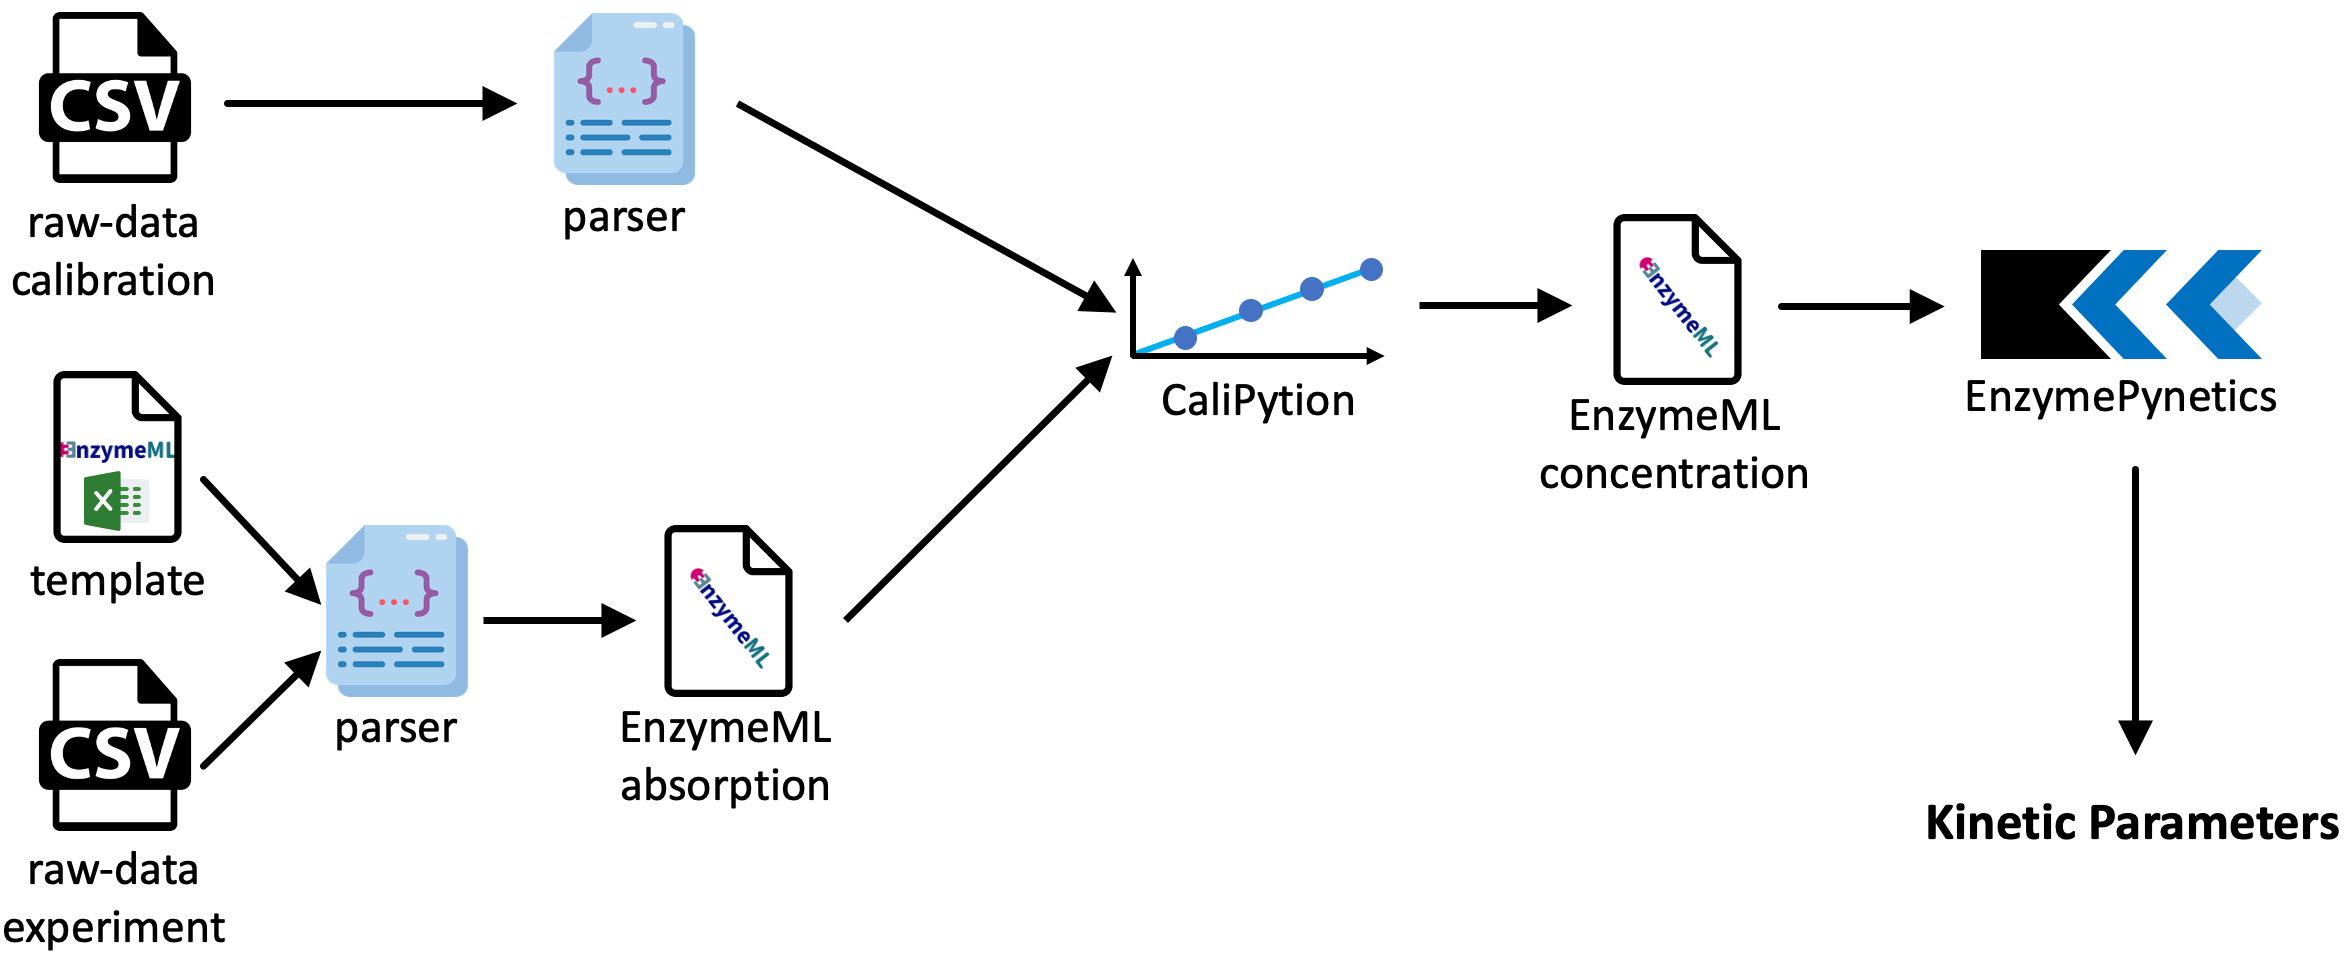 CSV
raw-data
calibration
{...}
parser
EnzymeML
X
template
CSV
raw-data
experiment
{...}
parser
EnzymeML
EnzymeML
absorption
CaliPytion
EnzymeML
EnzymeML
concentration
EnzymePynetics
Kinetic Parameters